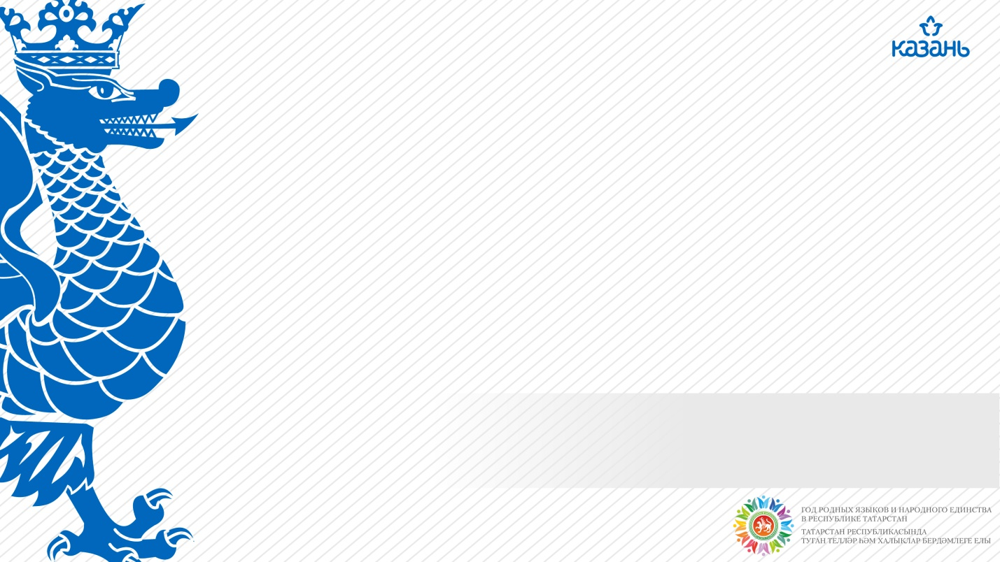 казань
ГОД РОДНЫХ ЯЗЫКОВ И НАРОДНОГО ЕДИНСТВА
В РЕСПУБЛИКЕ ТАТАРСТАН
ТАТАРСТАН РЕСПУБЛИКАСЫНДА
ТУГАН ТЕЛЛӘР ҺӘМ ХАЛЫКЛАР БЕРДӘМЛЕГЕ ЕЛЫ